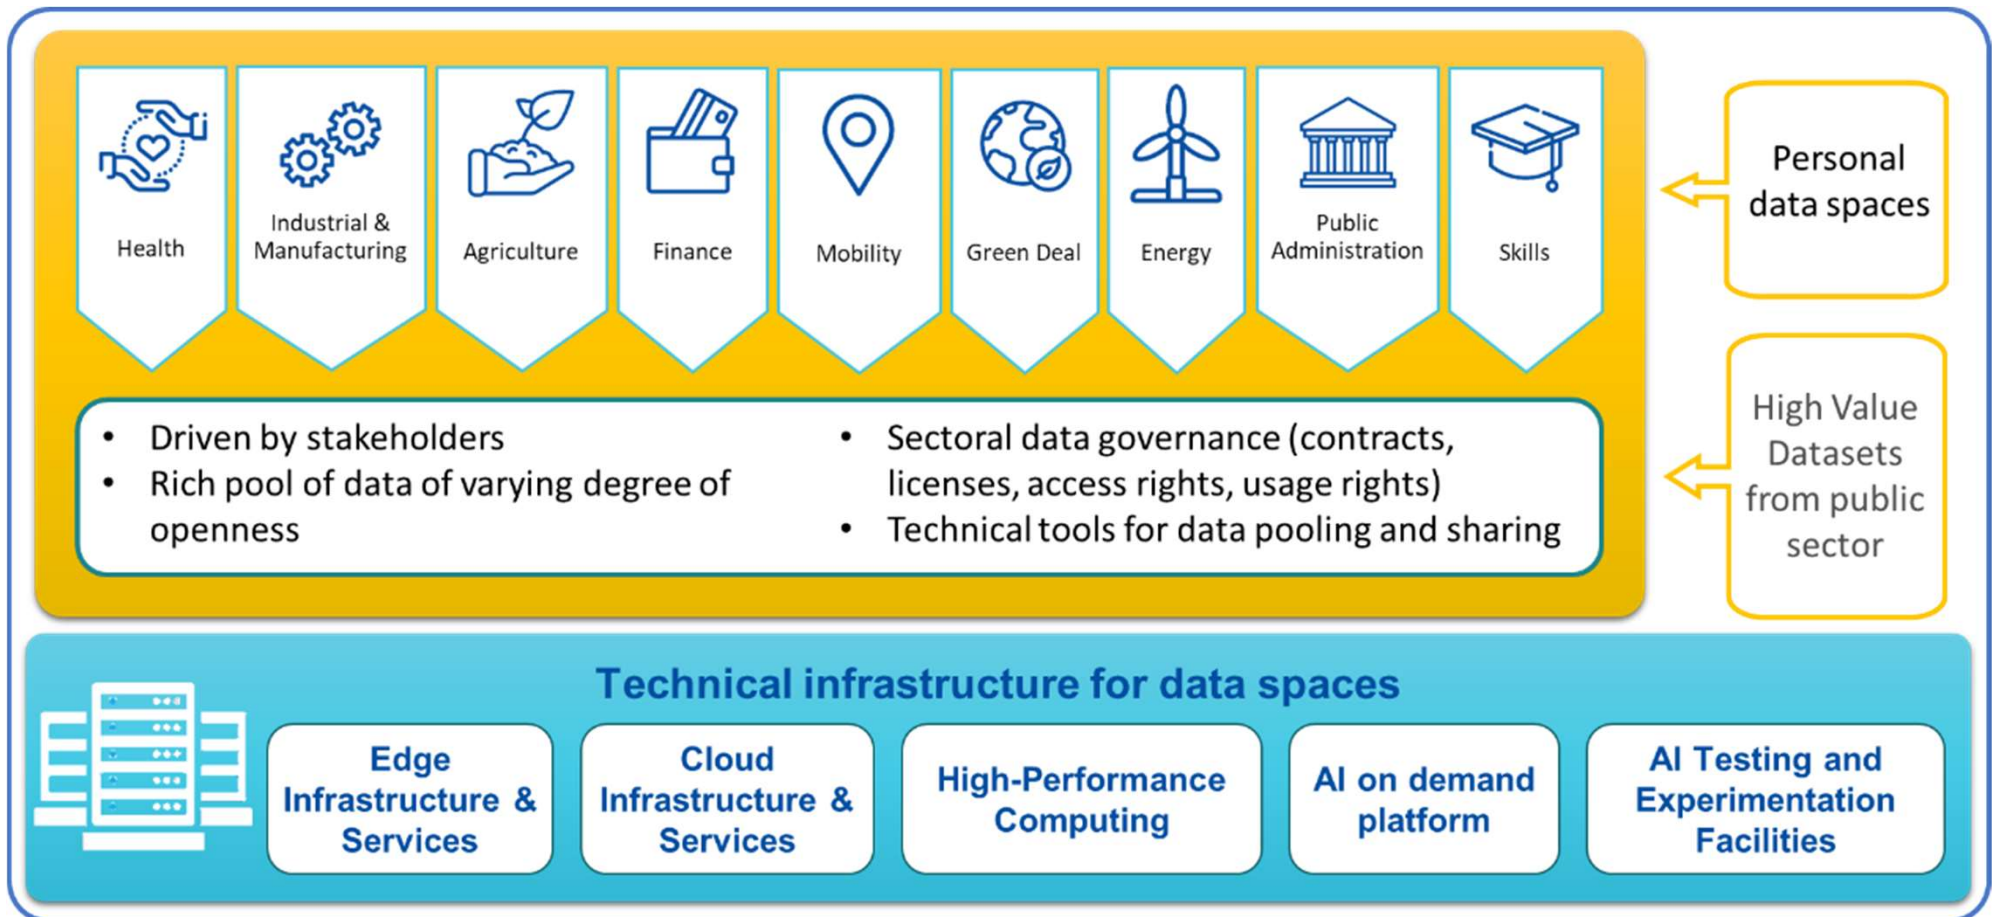 Health
Industrial &
Manufacturing
Agriculture
Finance
Mobility
Green Deal
Energy
Public
Administration
Skills
Personal
data spaces
• Driven by stakeholders
• Rich pool of data of varying degree of
openness
• Sectoral data governance (contracts,
licenses, access rights, usage rights)
• Technical tools for data pooling and sharing
High Value
Datasets
from public
sector
Technical infrastructure for data spaces
Edge
Infrastructure &
Services
Cloud
Infrastructure &
Services
High-Performance
Computing
AI on demand
platform
AI Testing and
Experimentation
Facilities